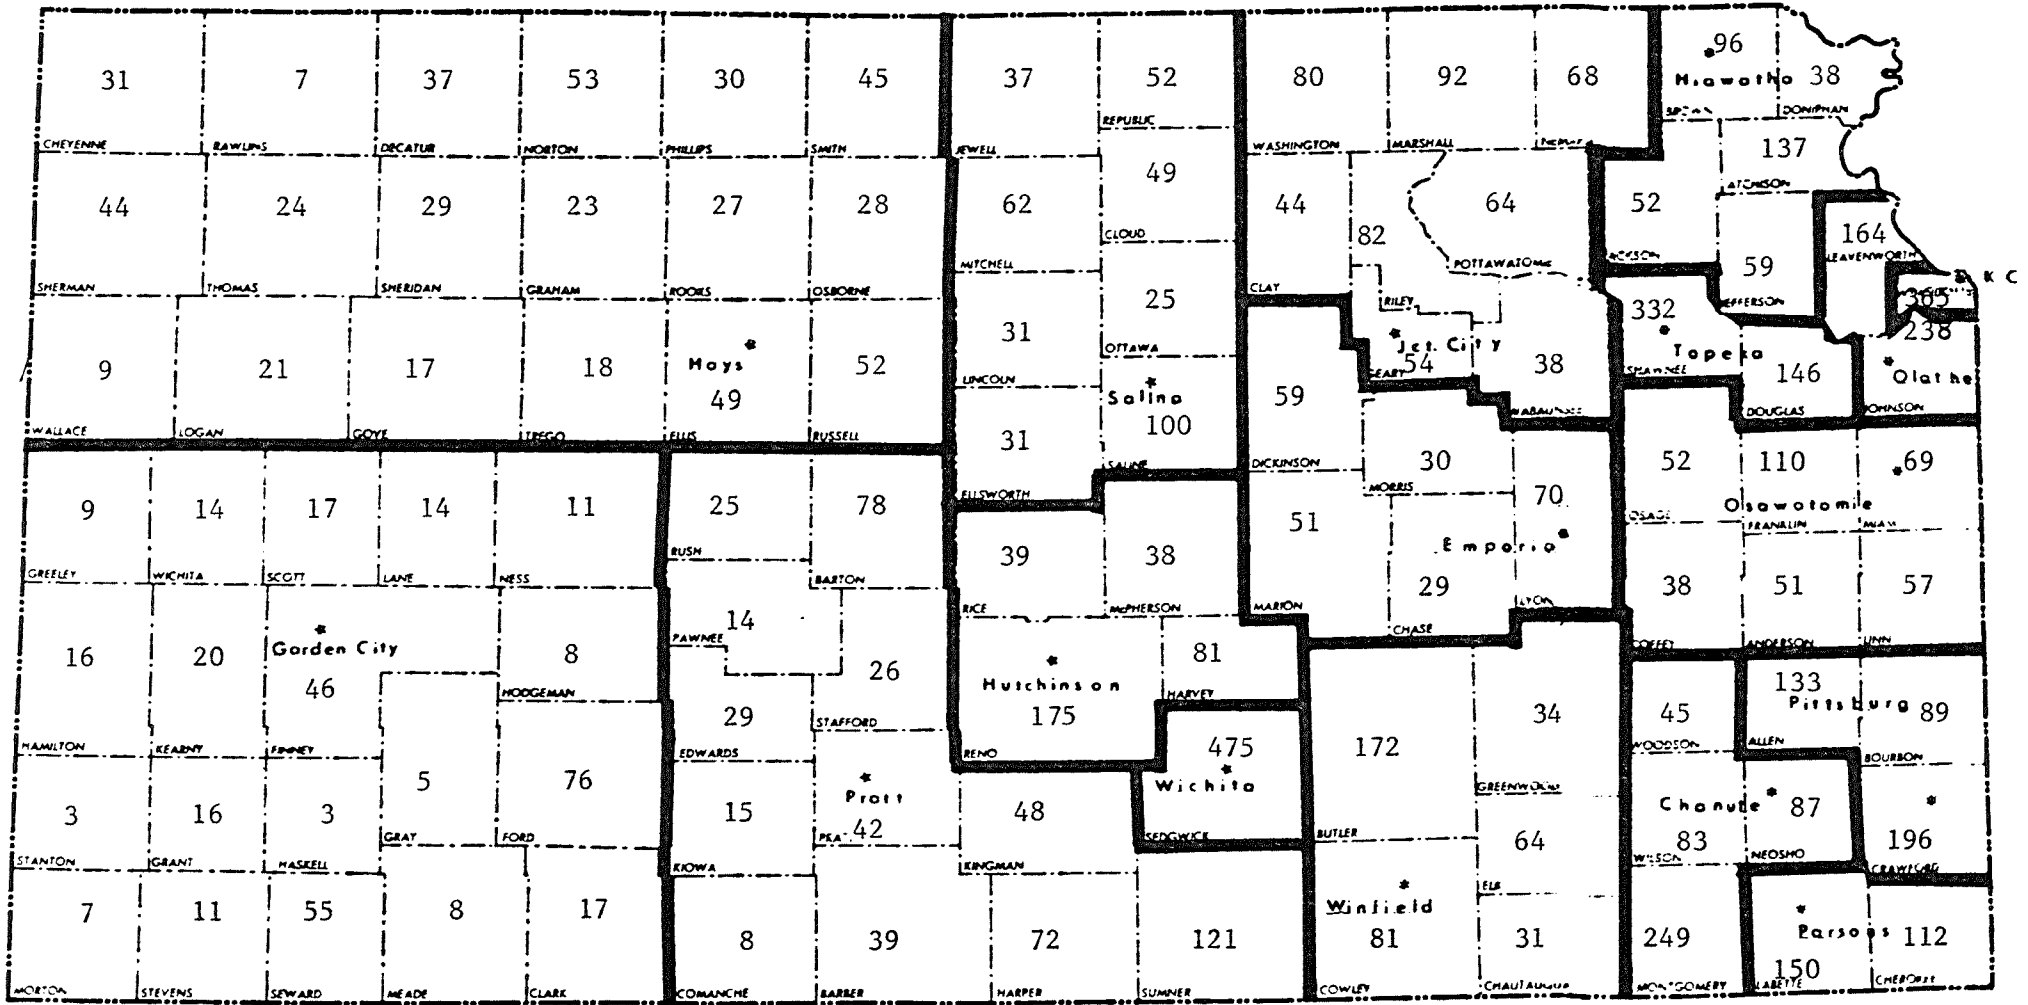 31 7 37 53 30 45 37 52 80 92 68 96 38
Hiawatha
CHEYENNE RAWLINS DECATUR NORTON PHILLIPS SMITH JEWELL REPUBLIC WASHINGTON MARSHALL DONIPHAN
44 24 29 23 27 28 62 49 44 82 64 52 137
ATCHISON
SHERMAN THOMAS SHERIDAN GRAHAM ROOKS OSBORNE MITCHELL CLOUD CLAY RILEY POTTAWATOMIE JACKSON
59 164
JEFFERSON LEAVENWORTH
K C
365
9 21 17 18 Hays 49 52 31 25 Jct. City 54 38 332 Topeka 146 238 Olathe
LINCOLN OTTAWA GEARY WABAUNSEE SHAWNEE DOUGLAS JOHNSON
WALLACE LOGAN GOVE TREGO ELLIS RUSSELL
31 Salina 100 59
ELLSWORTH SALINE DICKINSON
9 14 17 14 11 25 78 39 38 51 30 70 52 110 69
Osawatomie
RUSH MORRIS OSAGE FRANKLIN MIAMI
GREELEY WICHITA SCOTT LANE NESS BARTON RICE McPHERSON MARION
Emporia
29 38 51 57
CHASE LYON COFFEY ANDERSON LINN
16 20 Garden City 46 8 14 26 Hutchinson 175 81
PAWNEE HODGEMAN STAFFORD HARVEY
HAMILTON KEARNY FINNEY
29
EDWARDS RENO
475 Wichita 172 34 45 133 Pittsburg 89
SEDGWICK BUTLER GREENWOOD WOODSON ALLEN BOURBON
3 16 3 5 76 15 Pratt 42 48 64 Chanute 83 87 196
STANTON GRANT HASKELL GRAY FORD KIOWA KINGMAN ELK WILSON NEOSHO CRAWFORD
7 11 55 8 17 8 39 72 121 Winfield 81 31 249 Parsons 150 112
MORTON STEVENS SEWARD MEADE CLARK COMANCHE BARBER HARPER SUMNER COWLEY CHAUTAUQUA MONTGOMERY LABETTE CHEROKEE